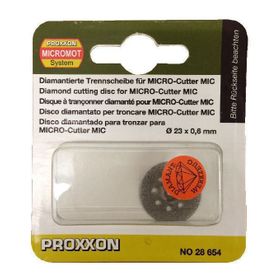 PROXXON
MICROMOT
System
Bitte Rückseite beachten
Diamantierte Trennscheibe für MICRO-Cutter MIC
Diamond cutting disc for MICRO-Cutter MIC
Disque à tronçonner diamanté pour MICRO-Cutter MIC
Disco diamantato per troncare MICRO-Cutter MIC
Disco diamantado para tronzar para
MICRO-Cutter MIC
Ø 23 x 0,6 mm
DIAMANT
PROXXON
NO 28 654